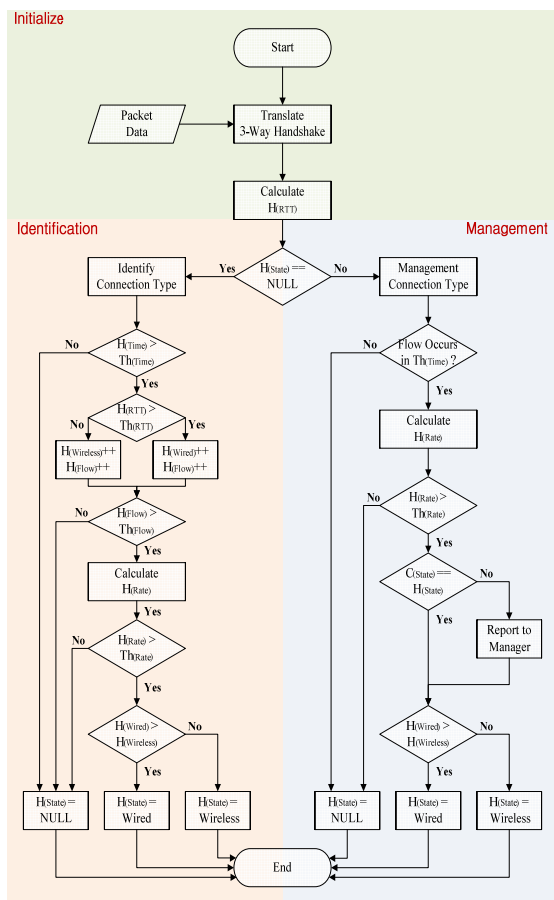 Initialize
Start
Packet
Data
Translate
3-Way Handshake
Calculate
H(RTT)
Identification
Management
H(State) ==
NULL
Yes
No
Identify
Connection Type
H(Time) >
Th(Time)
No
Yes
H(RTT) >
Th(RTT)
No
Yes
H(Wireless)++
H(Flow)++
H(Wired)++
H(Flow)++
H(Flow) >
Th(Flow)
No
Yes
Calculate
H(Rate)
Yes
H(Rate) >
Th(Rate)
No
Yes
H(Wired) >
H(Wireless)
No
Yes
H(State) =
NULL
H(State) =
Wired
H(State) =
Wireless
Management
Connection Type
Flow Occurs
in Th(Time) ?
No
Yes
Calculate
H(Rate)
H(Rate) >
Th(Rate)
No
Yes
C(State) ==
H(State)
No
Yes
Report to
Manager
H(Wired) >
H(Wireless)
No
Yes
H(State) =
NULL
H(State) =
Wired
H(State) =
Wireless
End